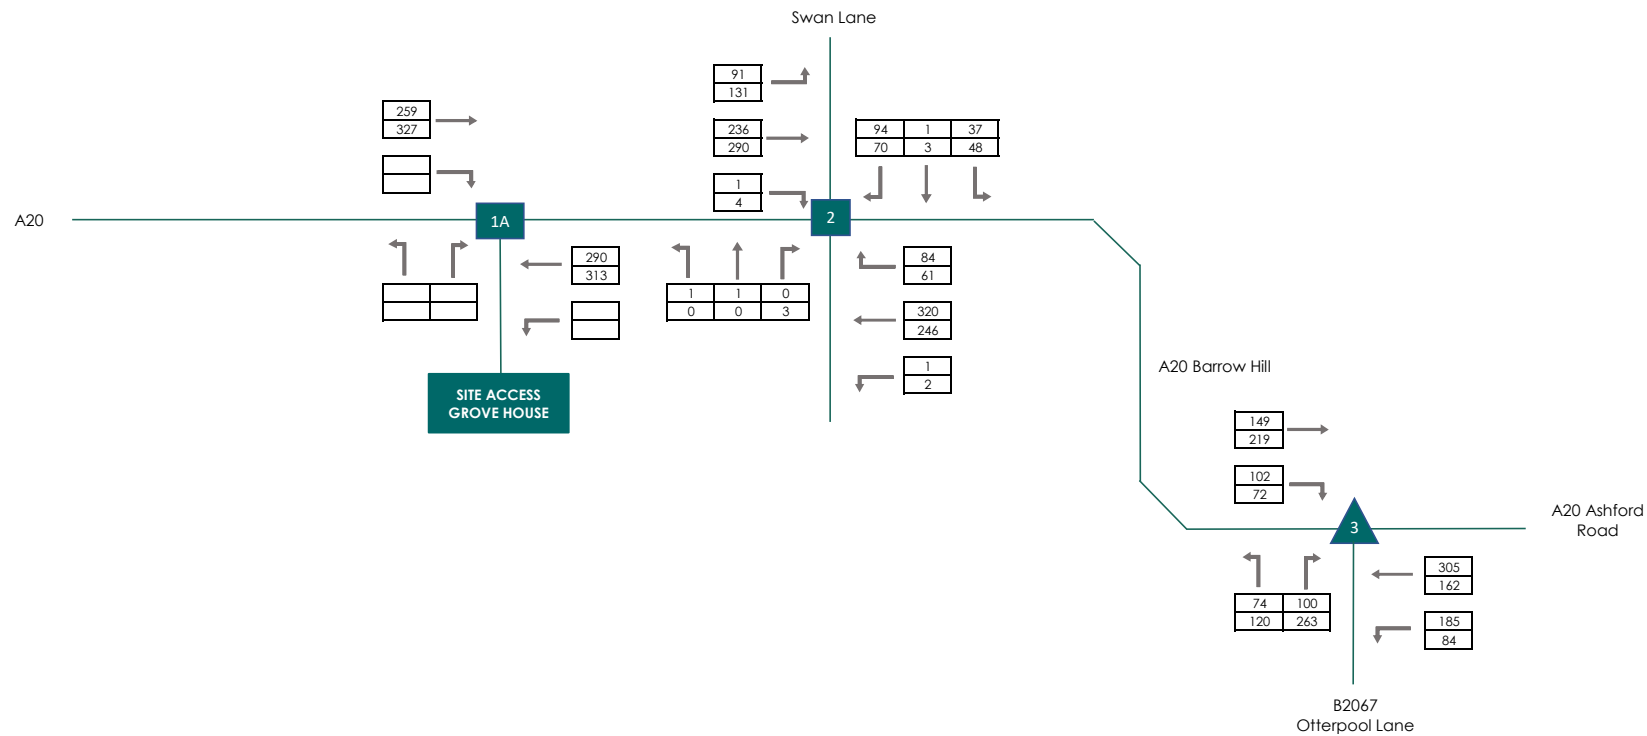 Swan Lane
91
131
259
327
236
290
94 1 37
70 3 48
1
4
A20
1A
2
290
313
84
61
1 1 0
0 0 3
320
246
1
2
A20 Barrow Hill
SITE ACCESS
GROVE HOUSE
149
219
102
72
3
A20 Ashford
Road
305
162
74 100
120 263
185
84
B2067
Otterpool Lane